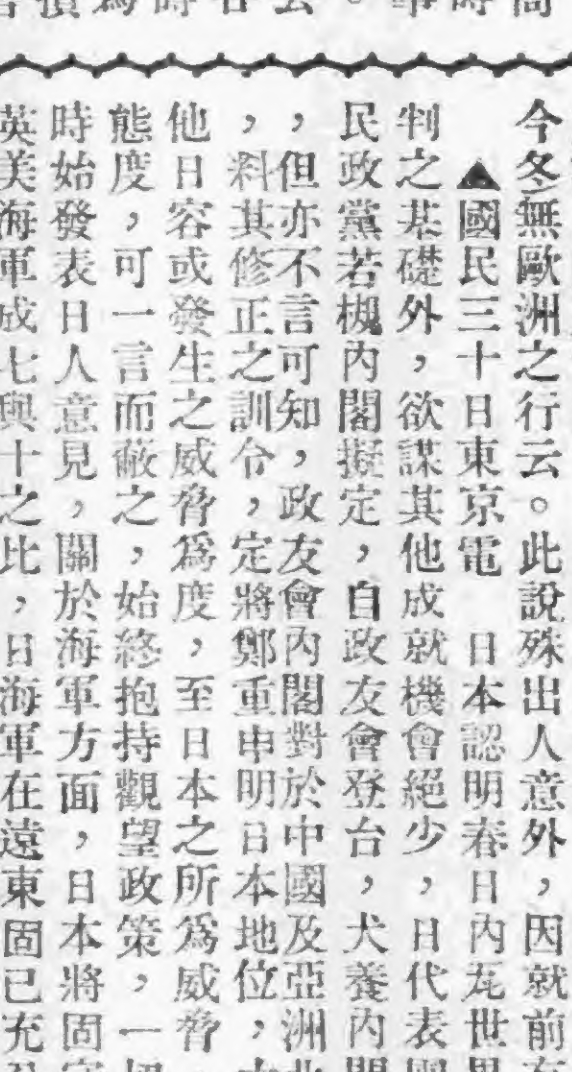 今冬無歐洲之行云。此說殊出人意外，因就前
▲國民三十日東京電　日本認明春日內瓦世界
判之基礎外，欲謀其他成就機會絕少，日代表
民政黨若槻內閣擬定，自政友會登台，犬養內閣
，但亦不言可知，政友會內閣對於中國及亞洲
，料其修正之訓令，定將鄭重申明日本地位，
他日容或發生之威脅爲度，至日本之所爲威脅
態度，可一言而蔽之，始終抱持觀望政策，一切
時始發表日人意見，關於海軍方面，日本將固
英美海軍成七與十之比，日海軍在遠東固已充